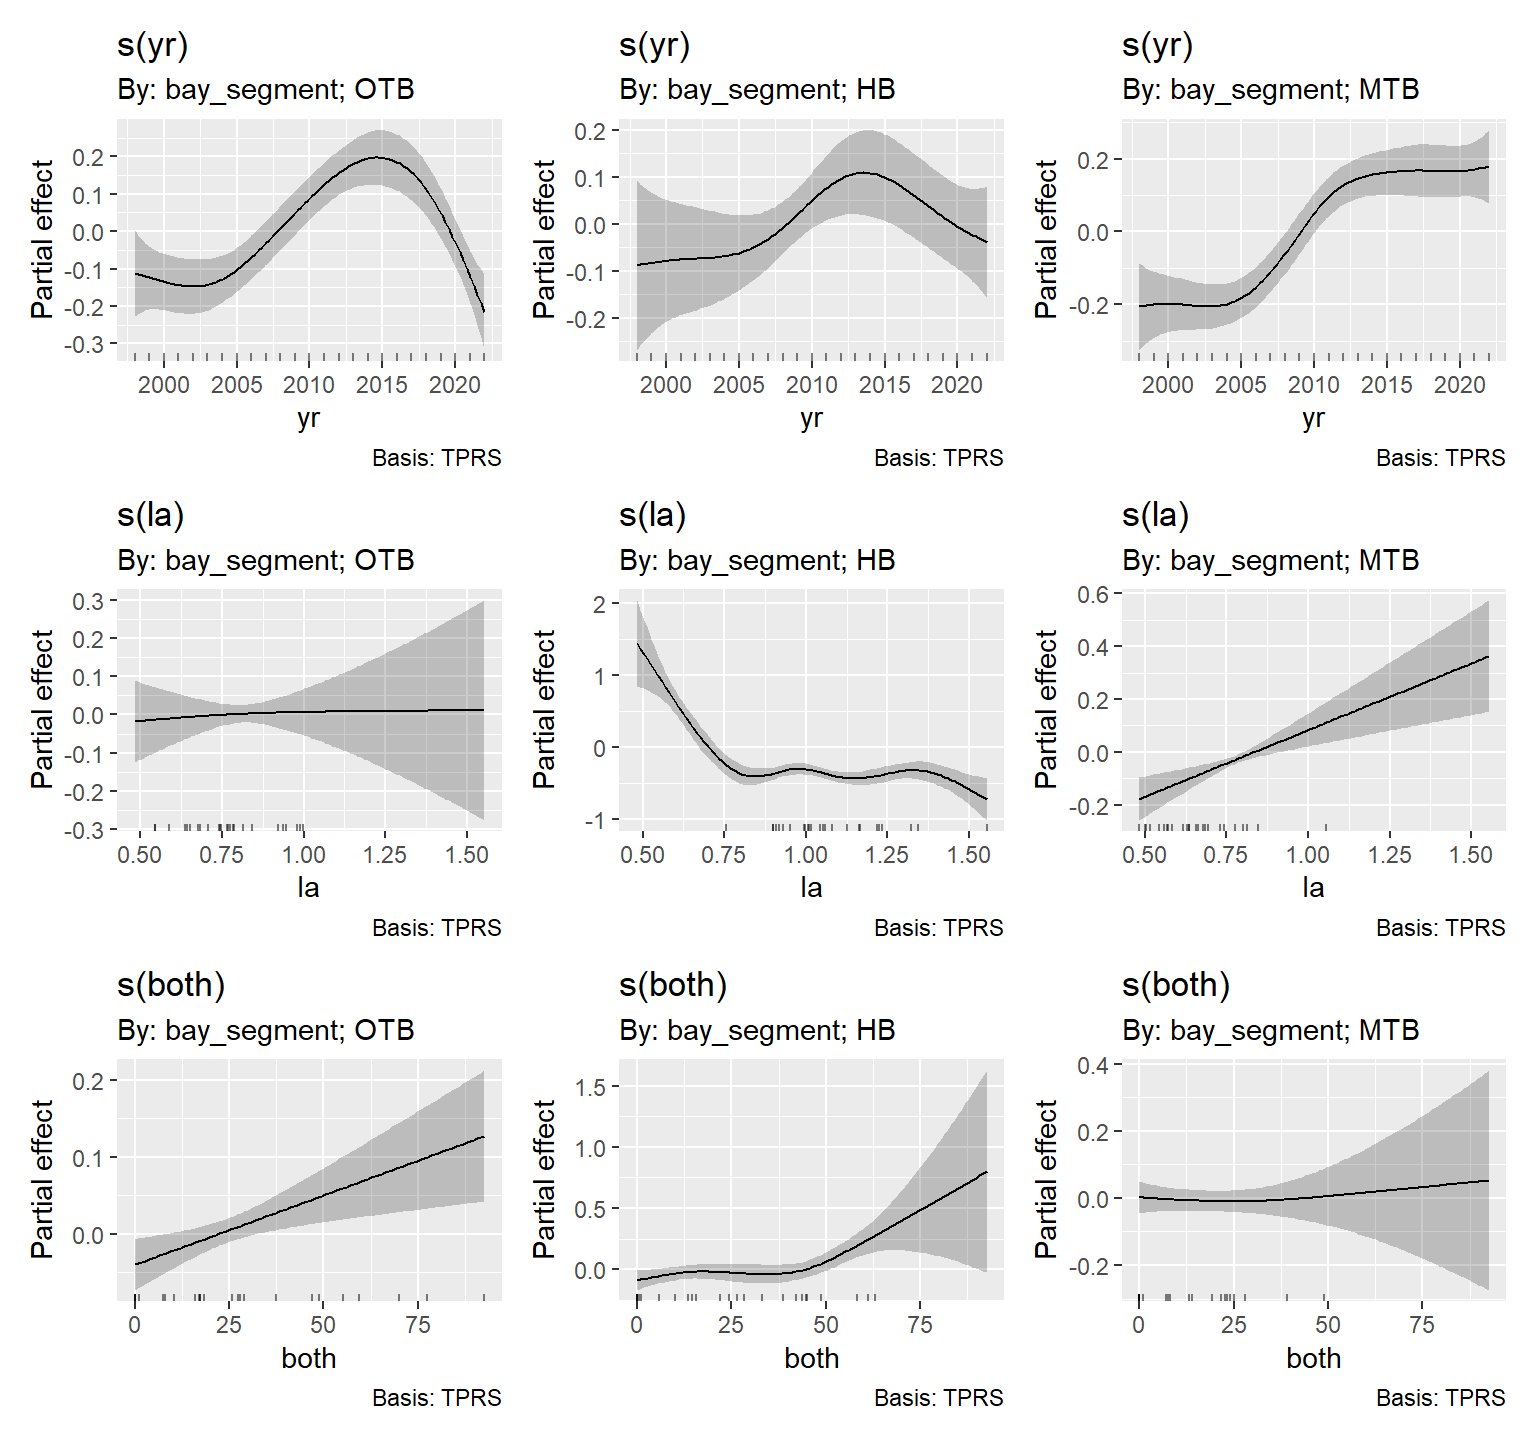 s(yr)
By: bay_segment; OTB
Partial effect
0.2
0.1
0.0
-0.1
-0.2
-0.3
2000 2005 2010 2015 2020
yr
Basis: TPRS
s(yr)
By: bay_segment; HB
Partial effect
0.2
0.1
0.0
-0.1
-0.2
2000 2005 2010 2015 2020
yr
Basis: TPRS
s(yr)
By: bay_segment; MTB
Partial effect
0.2
0.0
-0.2
2000 2005 2010 2015 2020
yr
Basis: TPRS
s(la)
By: bay_segment; OTB
Partial effect
0.3
0.2
0.1
0.0
-0.1
-0.2
-0.3
0.50 0.75 1.00 1.25 1.50
la
Basis: TPRS
s(la)
By: bay_segment; HB
Partial effect
2
1
0
-1
0.50 0.75 1.00 1.25 1.50
la
Basis: TPRS
s(la)
By: bay_segment; MTB
Partial effect
0.6
0.4
0.2
0.0
-0.2
0.50 0.75 1.00 1.25 1.50
la
Basis: TPRS
s(both)
By: bay_segment; OTB
Partial effect
0.2
0.1
0.0
0 25 50 75
both
Basis: TPRS
s(both)
By: bay_segment; HB
Partial effect
1.5
1.0
0.5
0.0
0 25 50 75
both
Basis: TPRS
s(both)
By: bay_segment; MTB
Partial effect
0.4
0.2
0.0
-0.2
0 25 50 75
both
Basis: TPRS